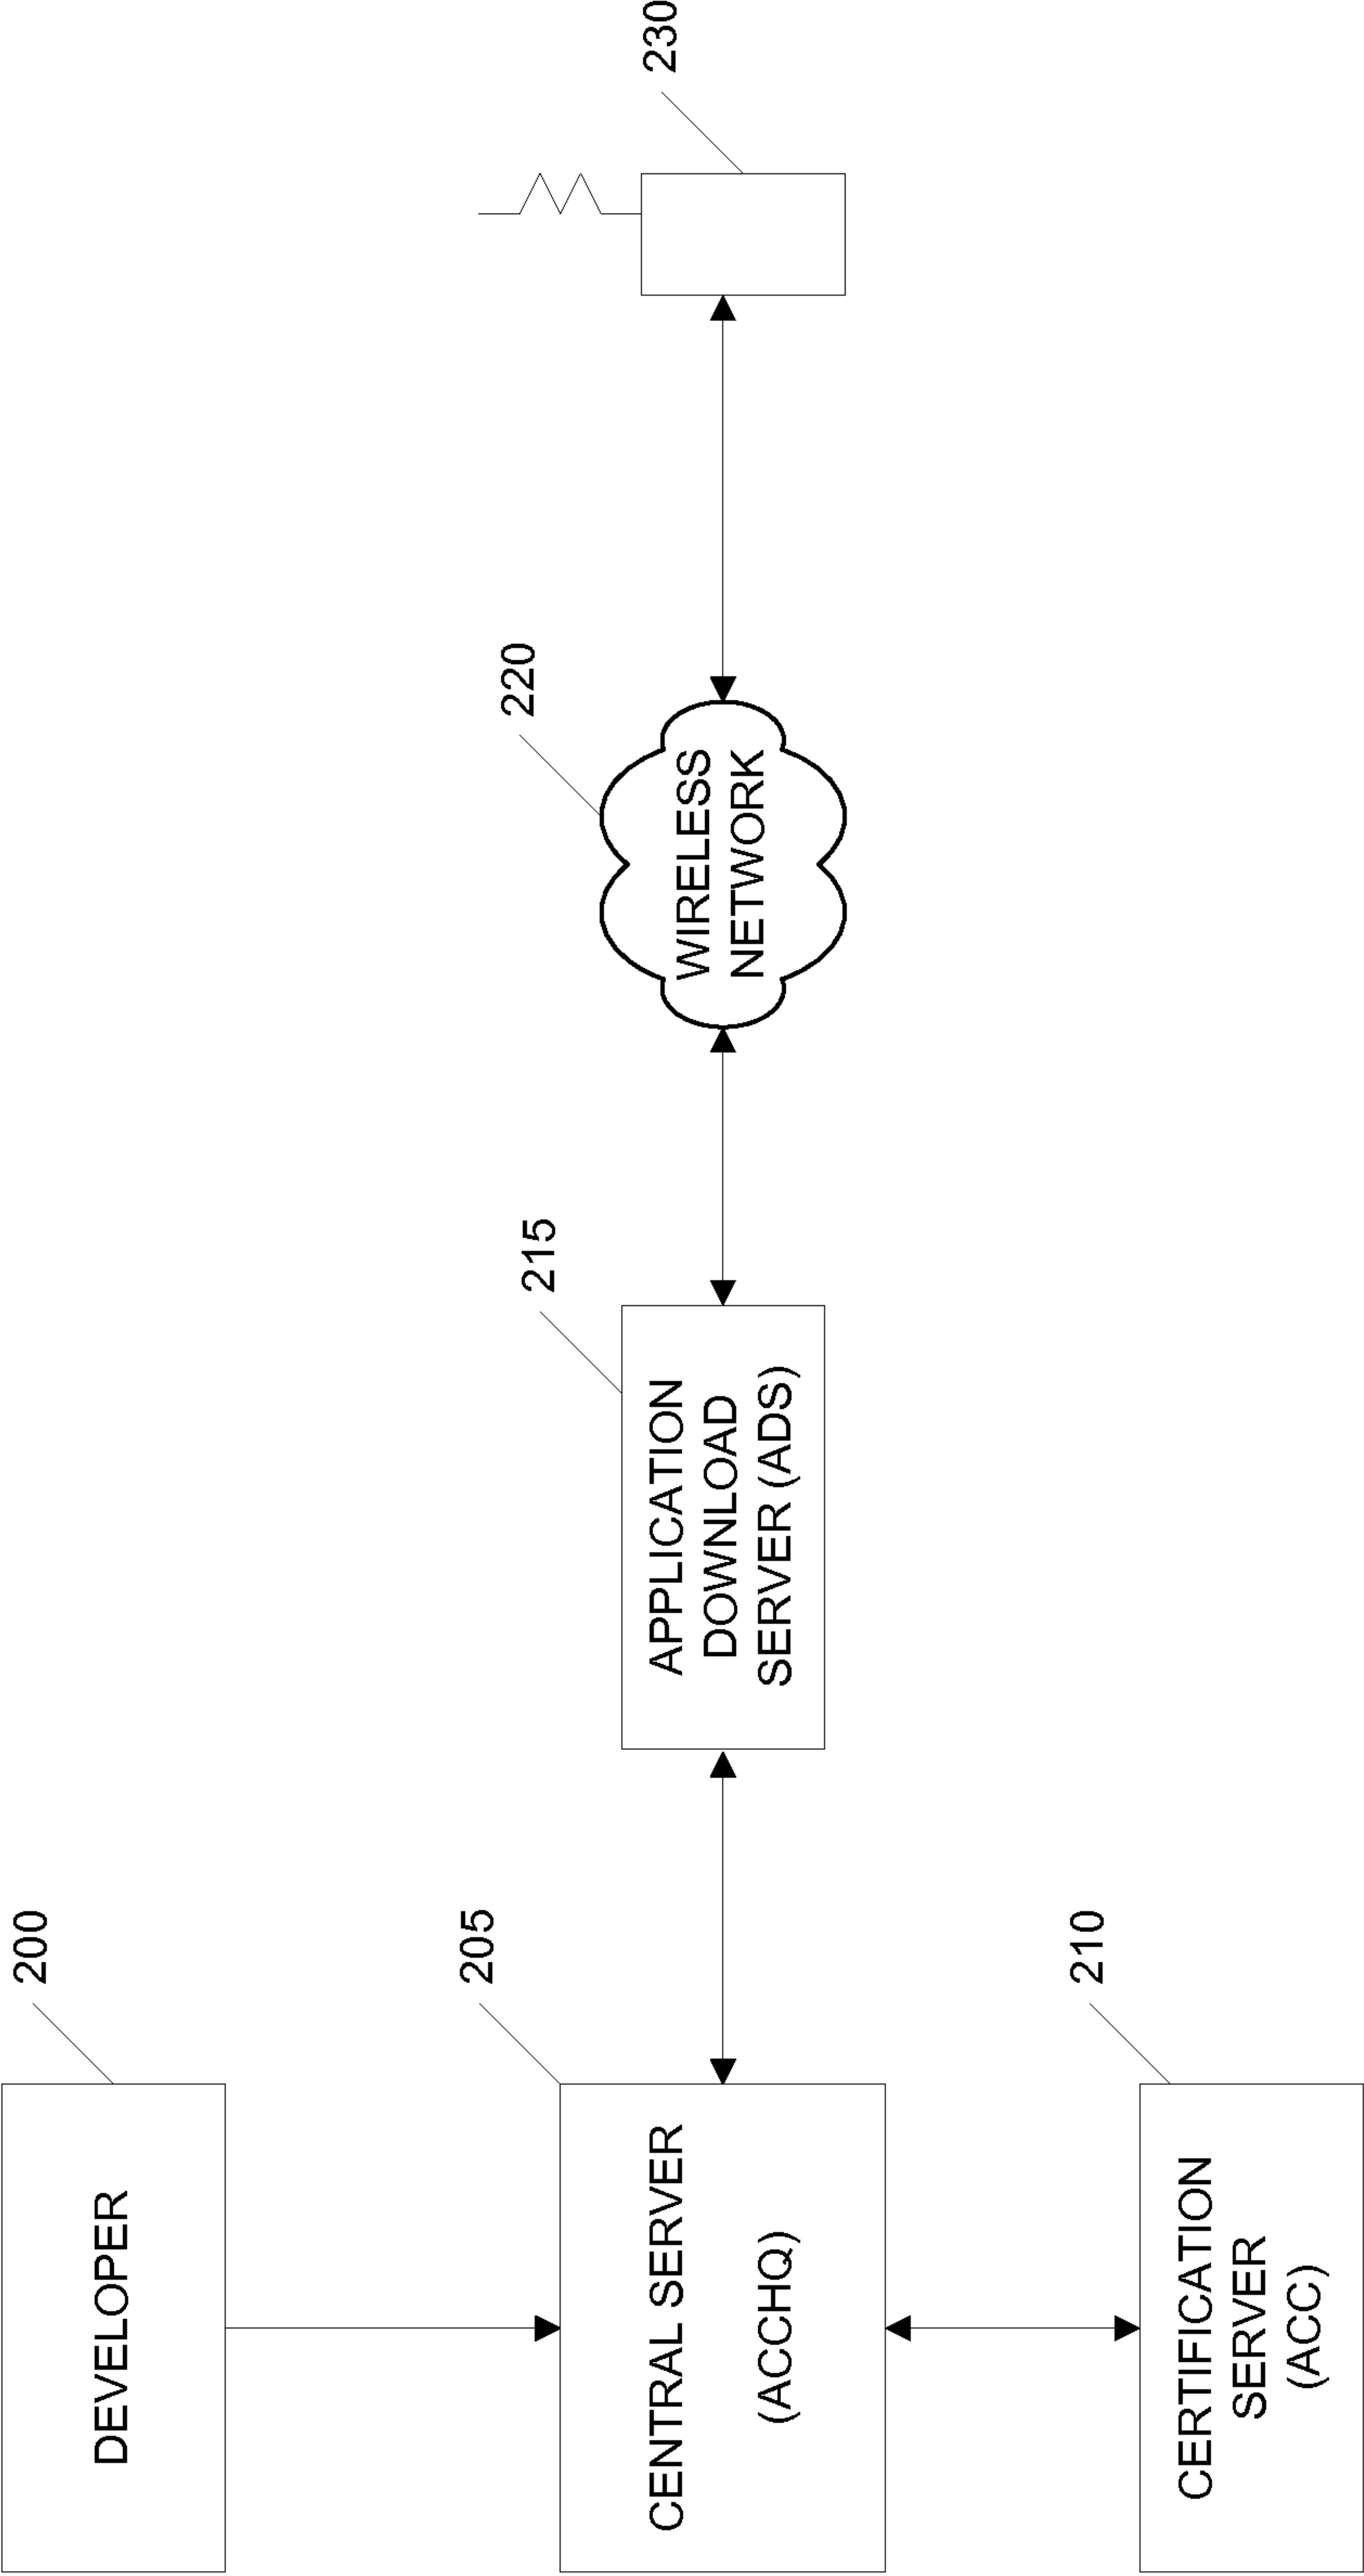 200
DEVELOPER
205
CENTRAL SERVER
(ACCHQ)
210
CERTIFICATION
SERVER
(ACC)
215
APPLICATION
DOWNLOAD
SERVER (ADS)
220
WIRELESS
NETWORK
230